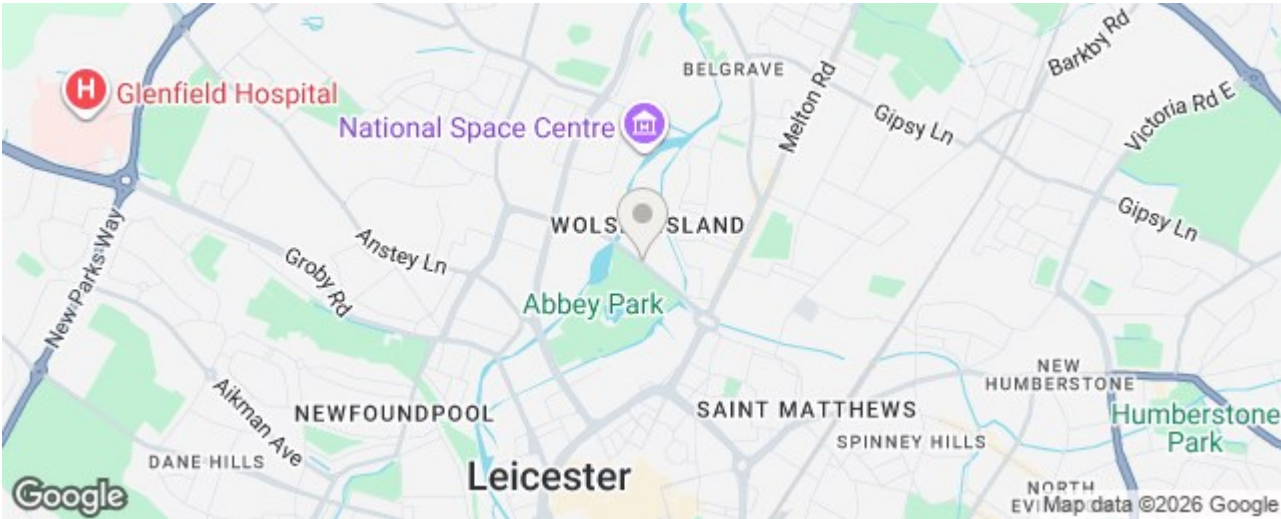 Barkby Rd
BELGRAVE
Melton Rd
Glenfield Hospital
H
Victoria Rd E
Gipsy Ln
National Space Centre
Gipsy Ln
WOLS SLAND
Anstey Ln
Groby Rd
New Parks Way
Abbey Park
NEW
HUMBERSTONE
Aikman Ave
NEWFOUNDPOOL
SAINT MATTHEWS
Humberstone
Park
SPINNEY HILLS
DANE HILLS
Leicester
NORTH
Google
Map data ©2026 Google